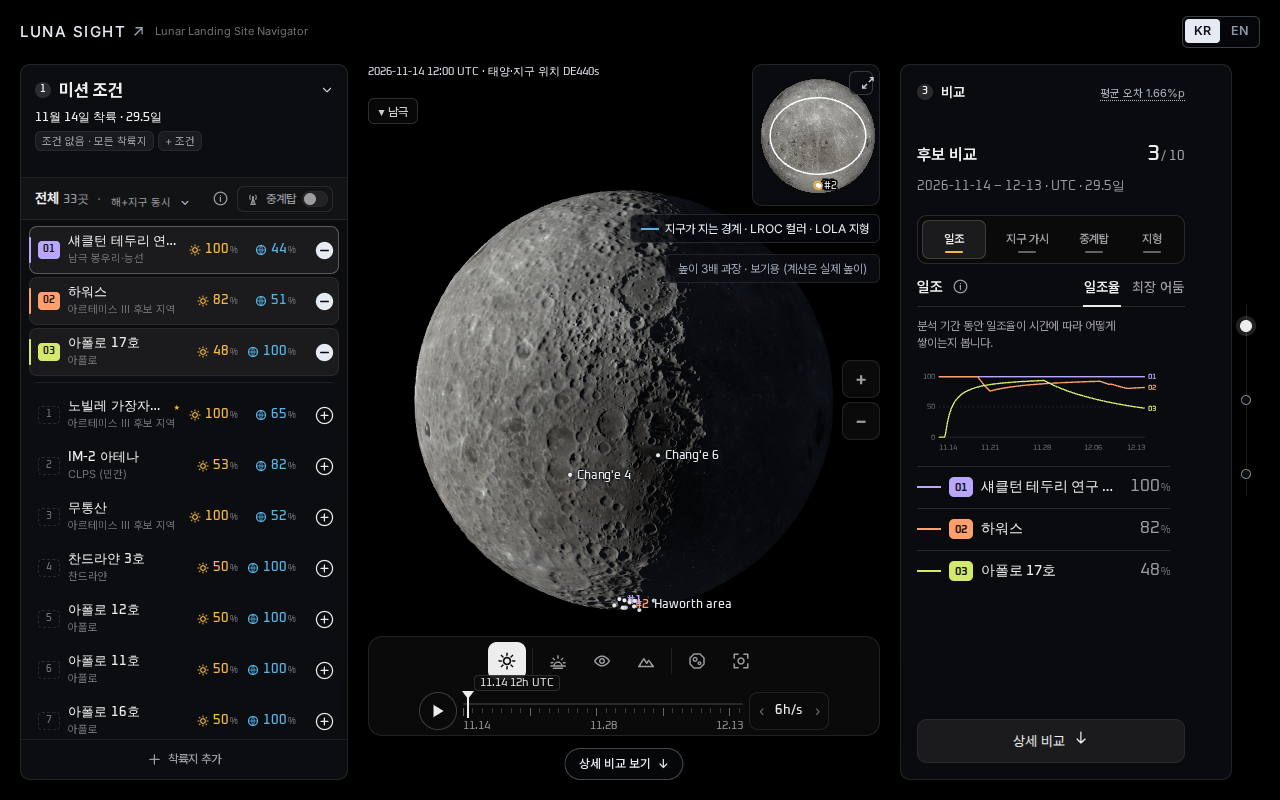 LUNA SIGHT ↗ Lunar Landing Site Navigator
KR EN
1 미션 조건
11월 14일 착륙 · 29.5일
조건 없음 · 모든 착륙지 + 조건
전체 33곳 · 해+지구 동시
중계탑
01 섀클턴 테두리 연... 100% 44%
남극 봉우리·능선
02 하워스 82% 51%
아르테미스 III 후보 지역
03 아폴로 17호 48% 100%
아폴로
1 노빌레 가장자... ★ 100% 65%
아르테미스 III 후보 지역
2 IM-2 아테나 53% 82%
CLPS (민간)
3 무통산 100% 52%
아르테미스 III 후보 지역
4 찬드라얀 3호 50% 100%
찬드라얀
5 아폴로 12호 50% 100%
아폴로
6 아폴로 11호 50% 100%
아폴로
7 아폴로 16호 50% 100%
아폴로
+ 착륙지 추가
2026-11-14 12:00 UTC · 태양·지구 위치 DE440s
▾ 남극
#2
지구가 지는 경계 · LROC 컬러 · LOLA 지형
높이 3배 과장 · 보기용 (계산은 실제 높이)
+
−
Chang'e 6
Chang'e 4
#2 Haworth area
11.14 12h UTC
11.14 11.28 12.13
‹ 6h/s ›
상세 비교 보기 ↓
3 비교 평균 오차 1.66%p
후보 비교 3 / 10
2026-11-14 – 12-13 · UTC · 29.5일
일조 지구 가시 중계탑 지형
일조 일조율 최장 어둠
분석 기간 동안 일조율이 시간에 따라 어떻게
쌓이는지 봅니다.
100 01
02
50 03
0
11.14 11.21 11.28 12.06 12.13
01 섀클턴 테두리 연구 ... 100%
02 하워스 82%
03 아폴로 17호 48%
상세 비교 ↓